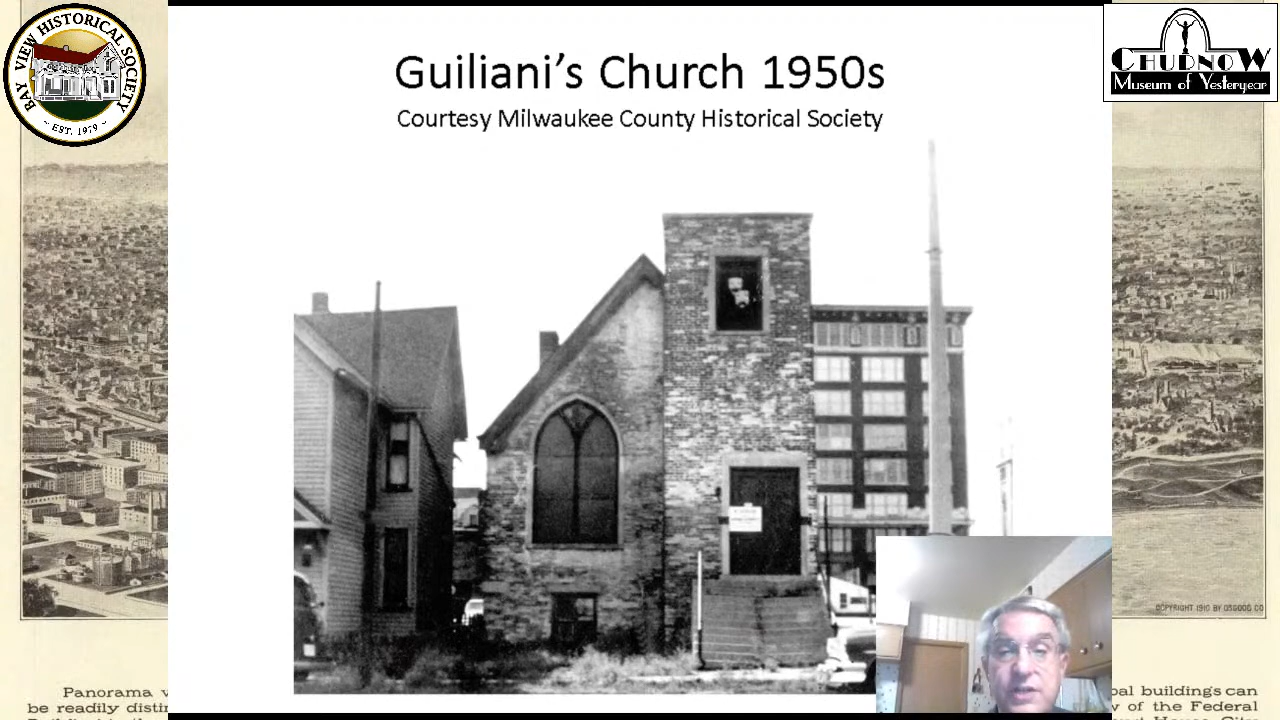 BAY VIEW HISTORICAL SOCIETY
~ EST. 1979 ~
Guiliani's Church 1950s
Courtesy Milwaukee County Historical Society
CHUDNOW
Museum of Yesteryear
COPYRIGHT 1910 BY OSGOOD CO
Panorama v
be readily distin
pal buildings can
w of the Federal